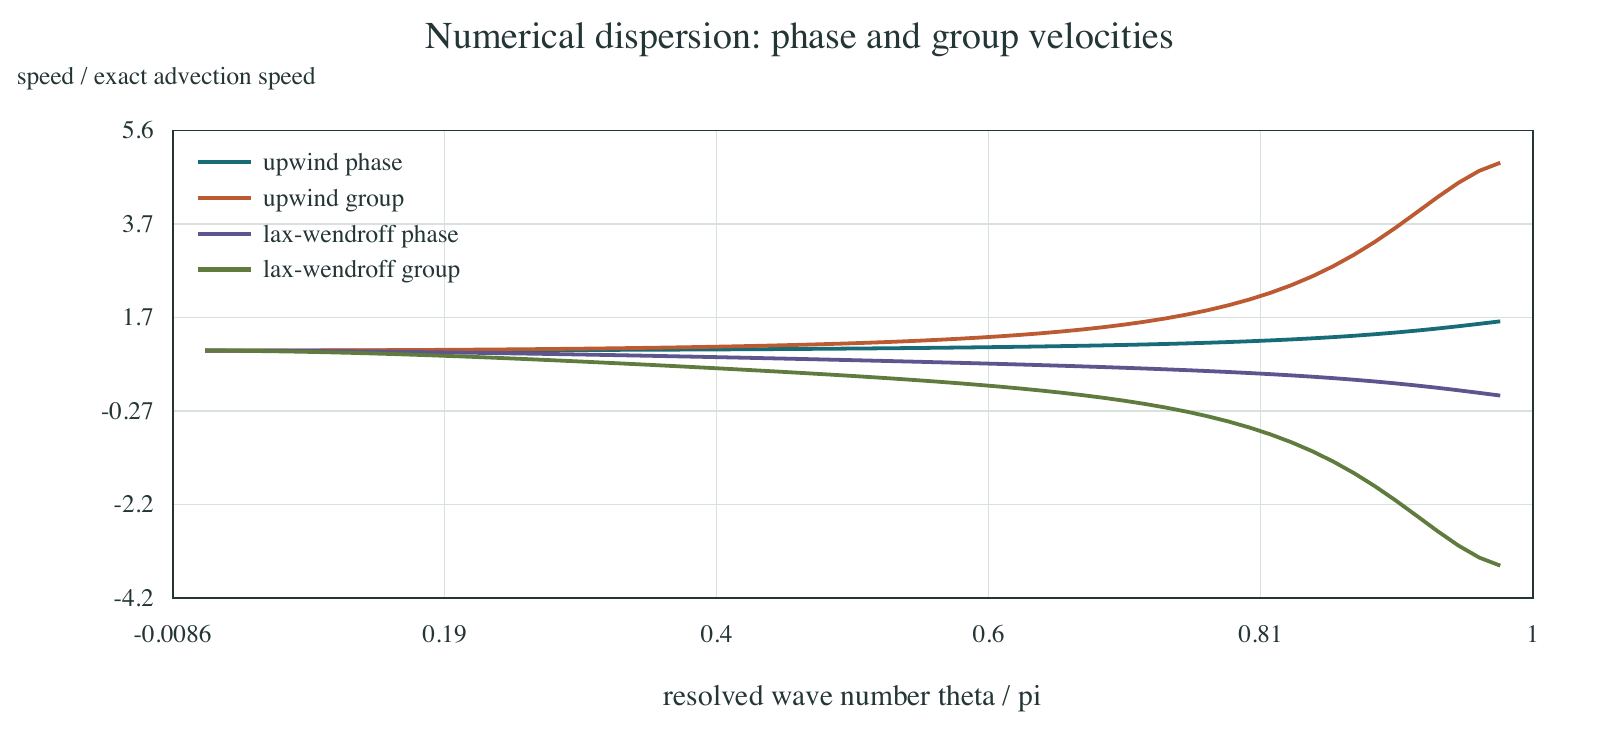 Numerical dispersion: phase and group velocities
speed / exact advection speed
5.6
3.7
1.7
-0.27
-2.2
-4.2
upwind phase
upwind group
lax-wendroff phase
lax-wendroff group
-0.0086 0.19 0.4 0.6 0.81 1
resolved wave number theta / pi